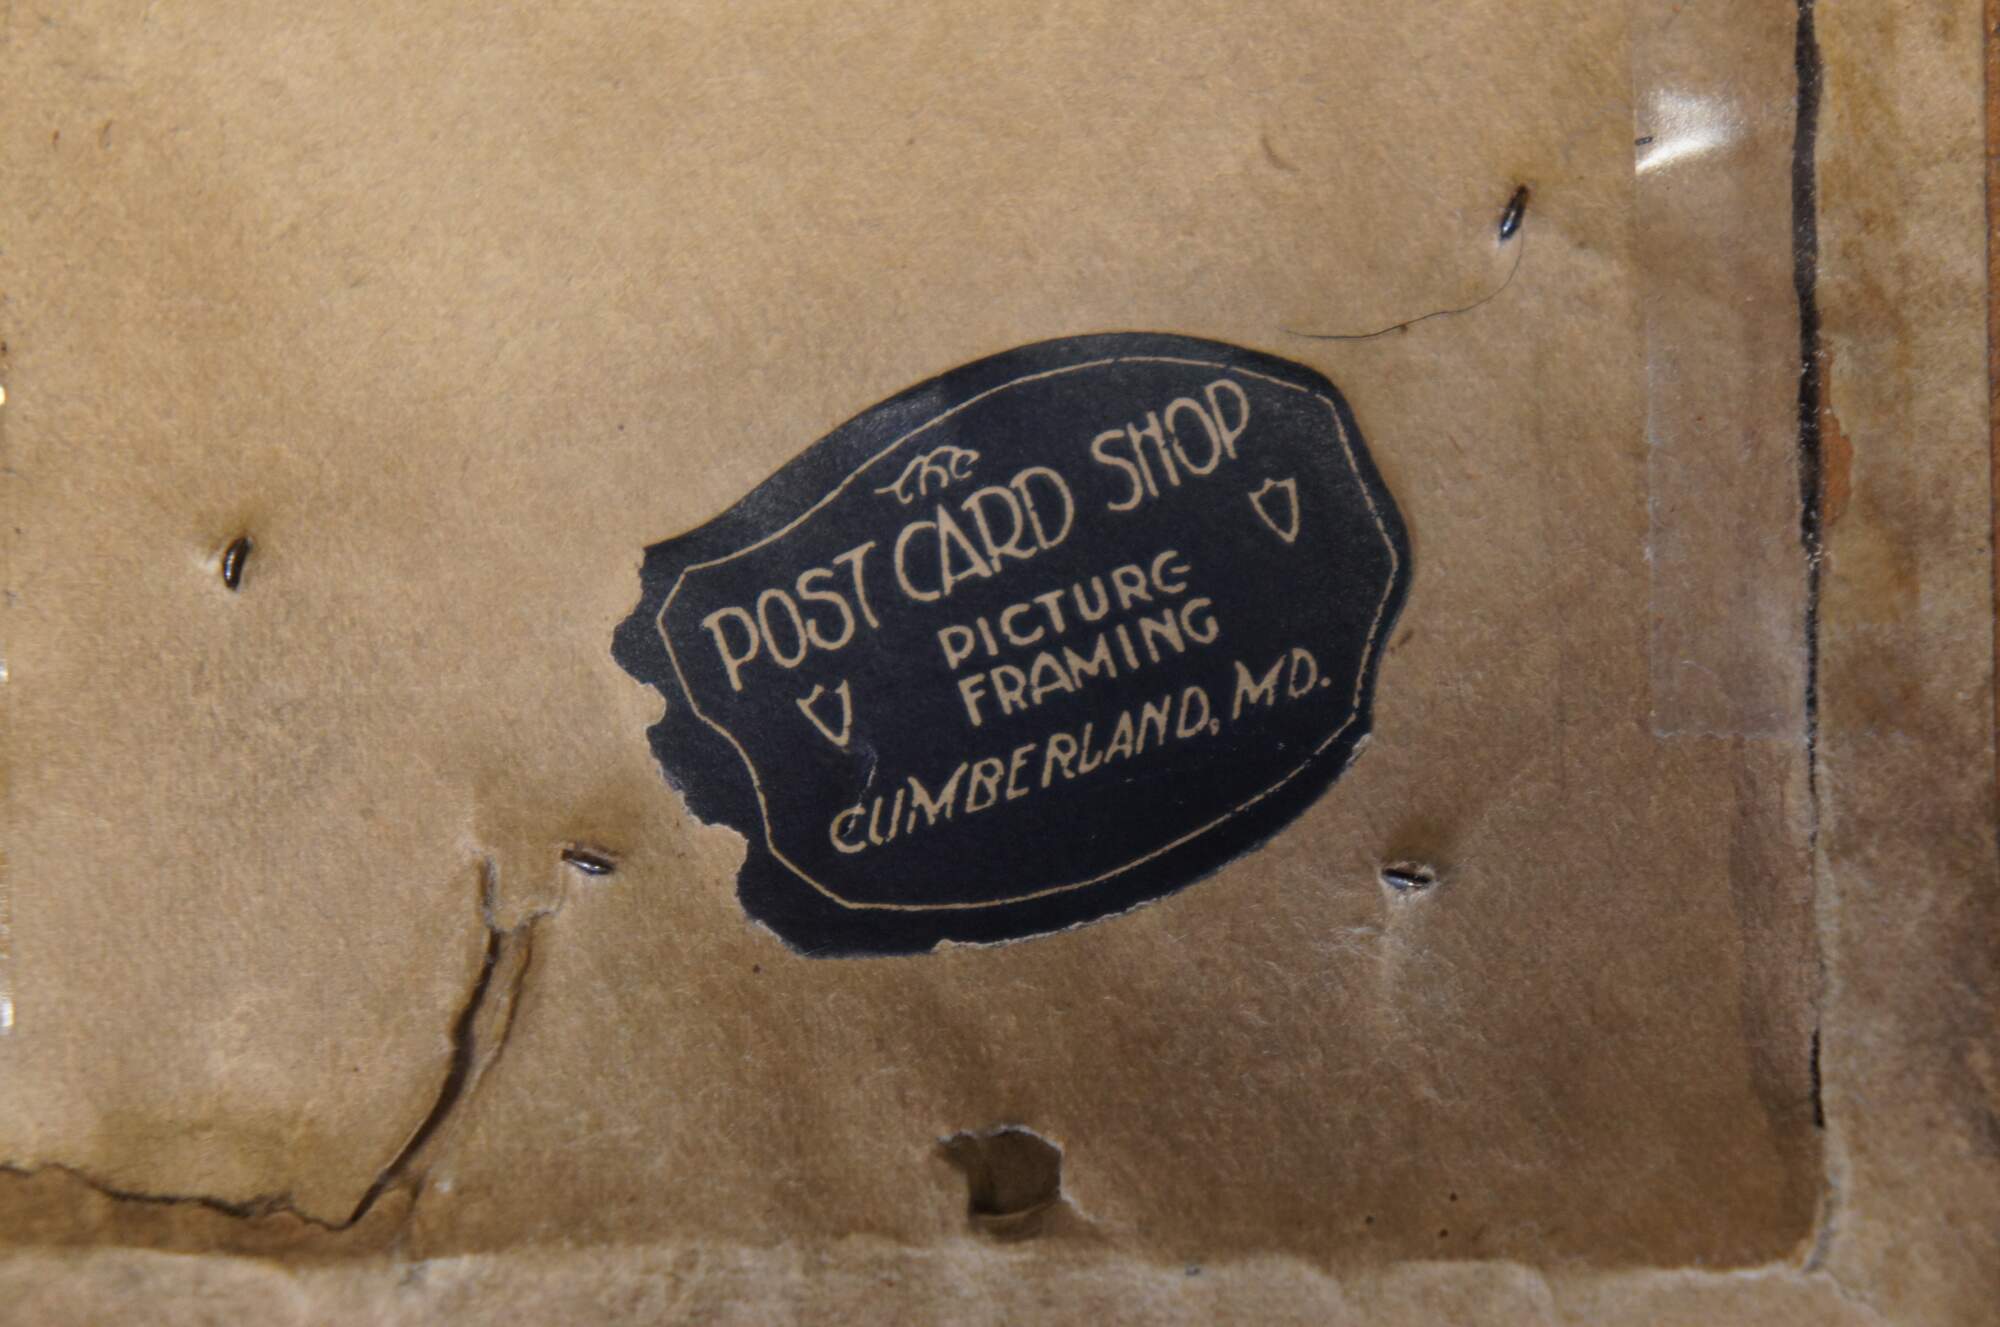 The
POST CARD SHOP
PICTURE
FRAMING
CUMBERLAND, MD.